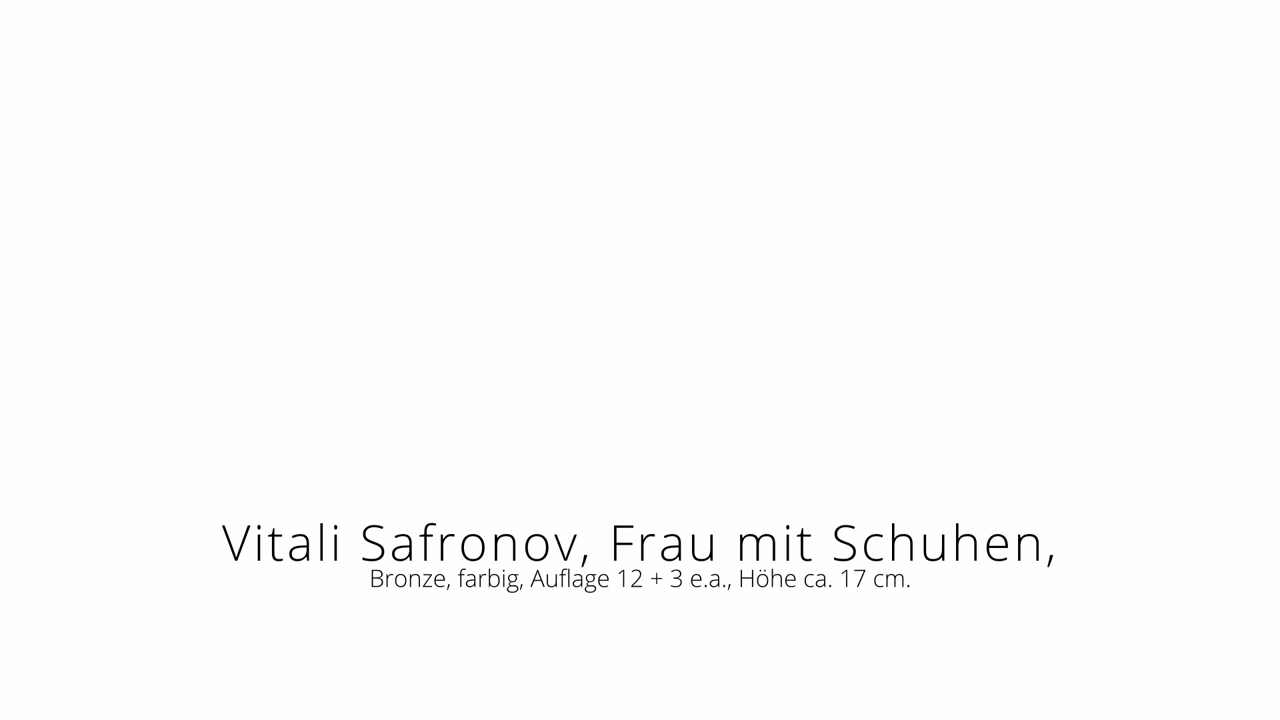 Vitali Safronov, Frau mit Schuhen,
Bronze, farbig, Auflage 12 + 3 e.a., Höhe ca. 17 cm.